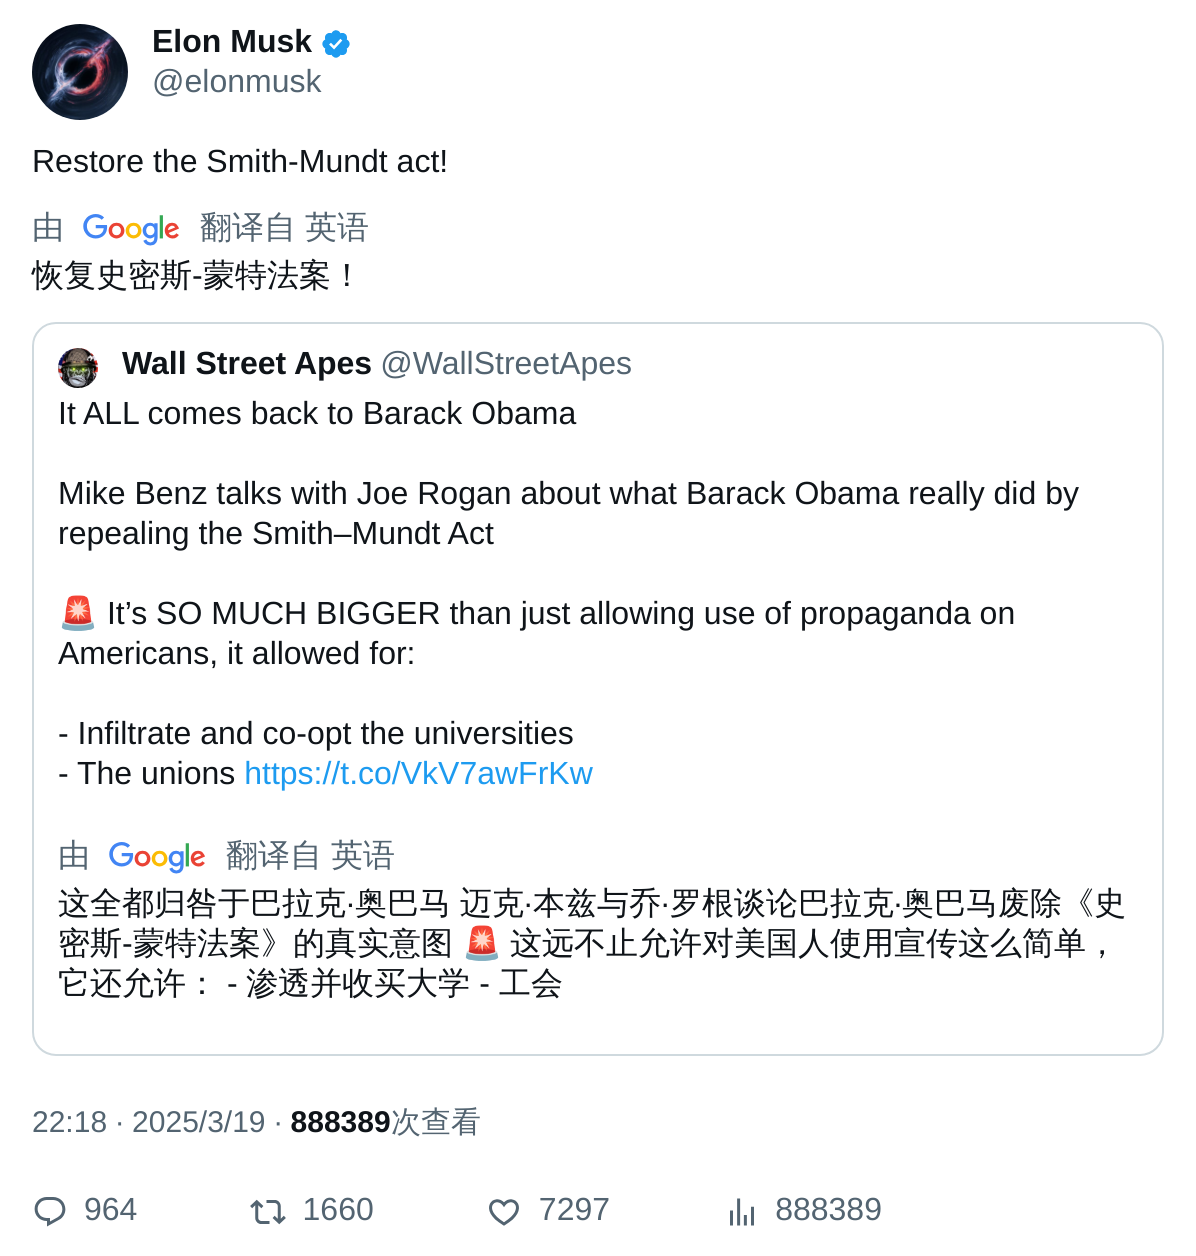 Elon Musk
@elonmusk
Restore the Smith-Mundt act!
由 Google 翻译自 英语
恢复史密斯-蒙特法案！
Wall Street Apes @WallStreetApes
It ALL comes back to Barack Obama
Mike Benz talks with Joe Rogan about what Barack Obama really did by
repealing the Smith–Mundt Act
🚨 It’s SO MUCH BIGGER than just allowing use of propaganda on
Americans, it allowed for:
- Infiltrate and co-opt the universities
- The unions https://t.co/VkV7awFrKw
由 Google 翻译自 英语
这全都归咎于巴拉克·奥巴马 迈克·本兹与乔·罗根谈论巴拉克·奥巴马废除《史
密斯-蒙特法案》的真实意图 🚨 这远不止允许对美国人使用宣传这么简单，
它还允许： - 渗透并收买大学 - 工会
22:18 · 2025/3/19 · 888389次查看
964 1660 7297 888389